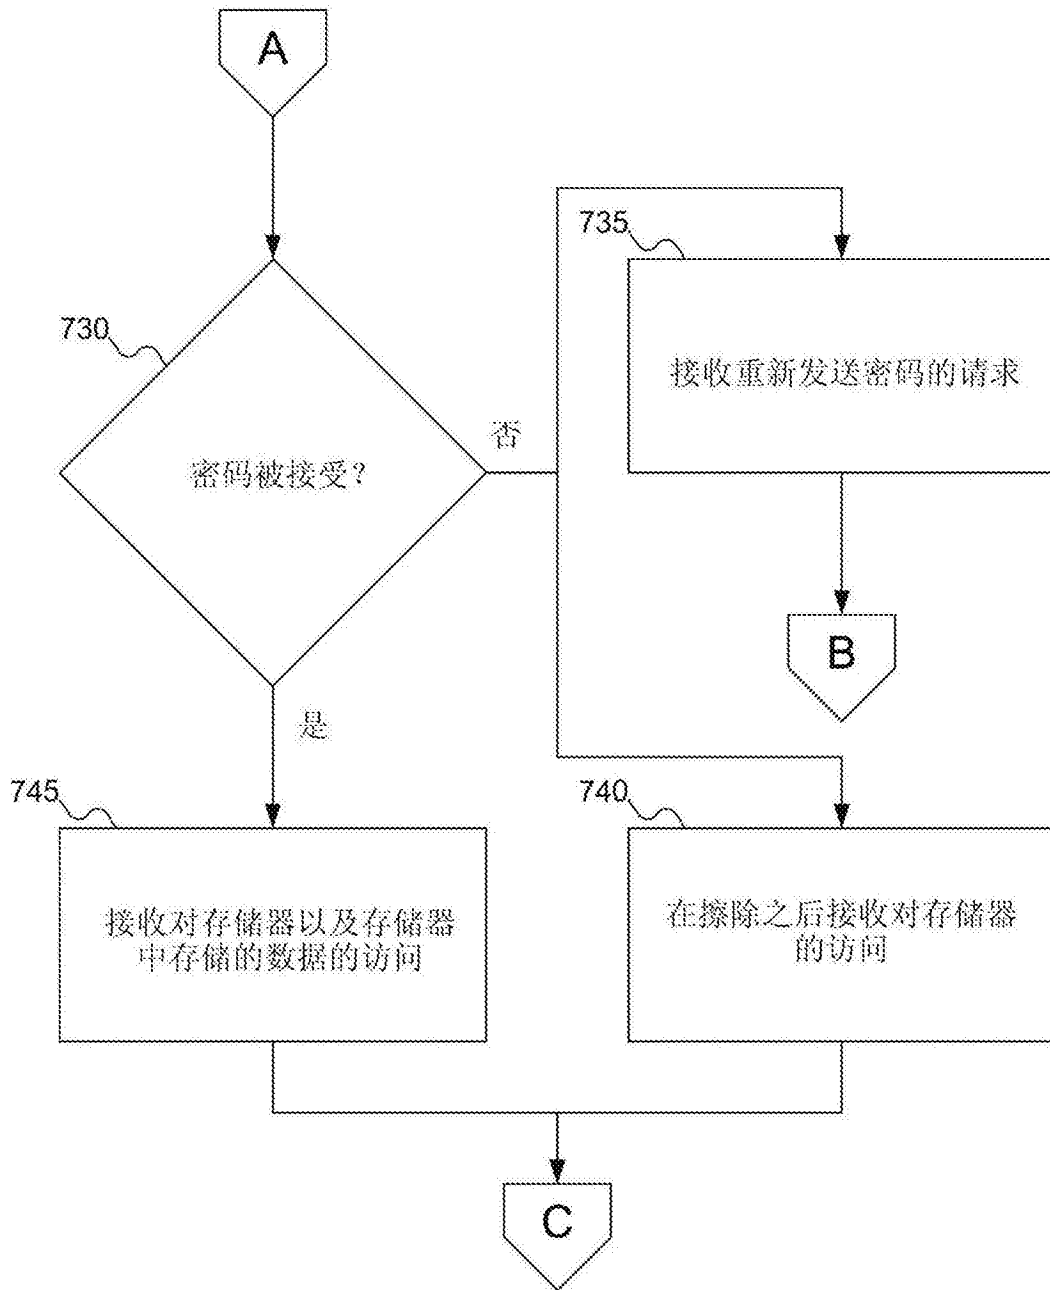 A
735
730
接收重新发送密码的请求
否
密码被接受？
B
是
745
740
接收对存储器以及存储器
中存储的数据的访问
在擦除之后接收对存储器
的访问
C